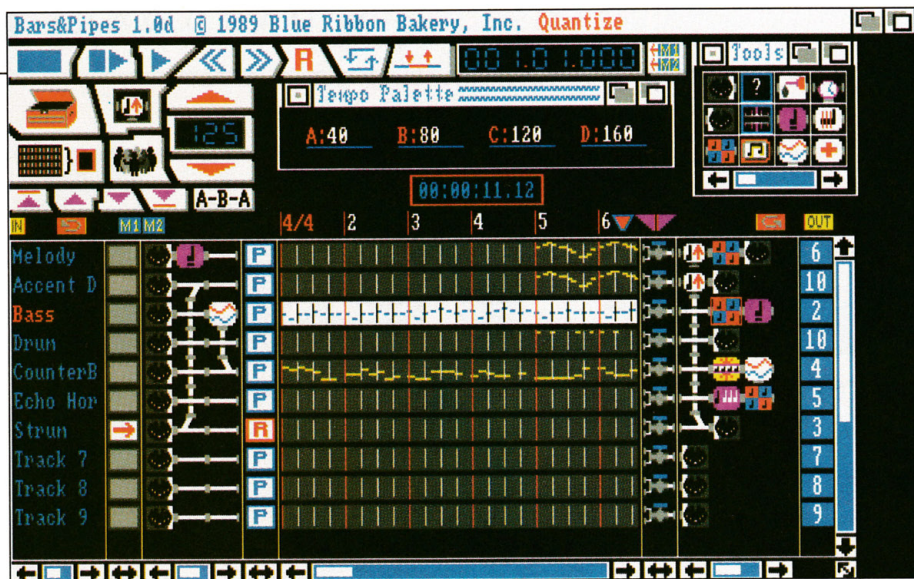 Bars&Pipes 1.0d © 1989 Blue Ribbon Bakery, Inc. Quantize
R 001.01.000 ←M1 ←M2
Tools
?
Tempo Palette
A:40 B:80 C:120 D:160
125
00:00:11.12
A-B-A
IN M1 M2 4/4 2 3 4 5 6 OUT
Melody P 6
Accent D P 10
Bass P 2
Drum P 10
CounterB P 4
Echo Hor P 5
Strum R 3
Track 7 P 7
Track 8 P 8
Track 9 P 9